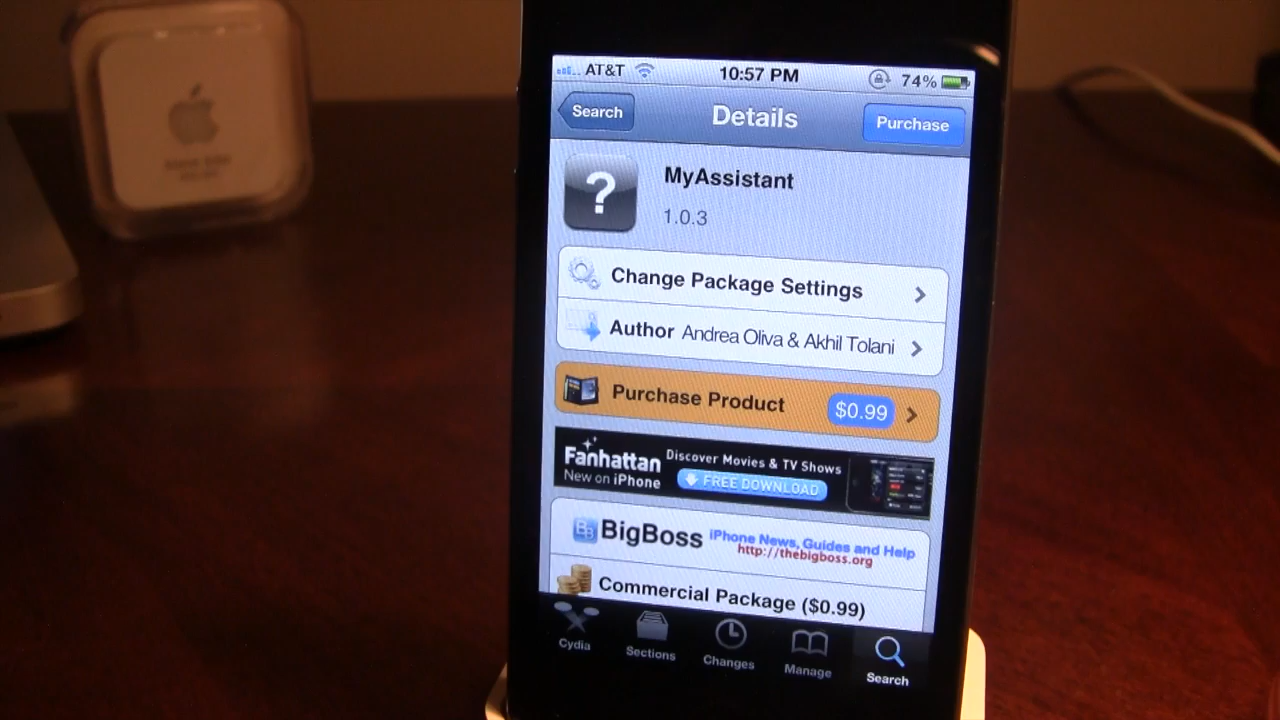 AT&T 10:57 PM 74%
Search Details Purchase
?
MyAssistant
1.0.3
Change Package Settings
Author Andrea Oliva & Akhil Tolani
Purchase Product $0.99
Fanhattan Discover Movies & TV Shows
New on iPhone FREE DOWNLOAD
BigBoss iPhone News, Guides and Help
http://thebigboss.org
Commercial Package ($0.99)
Cydia Sections Changes Manage Search